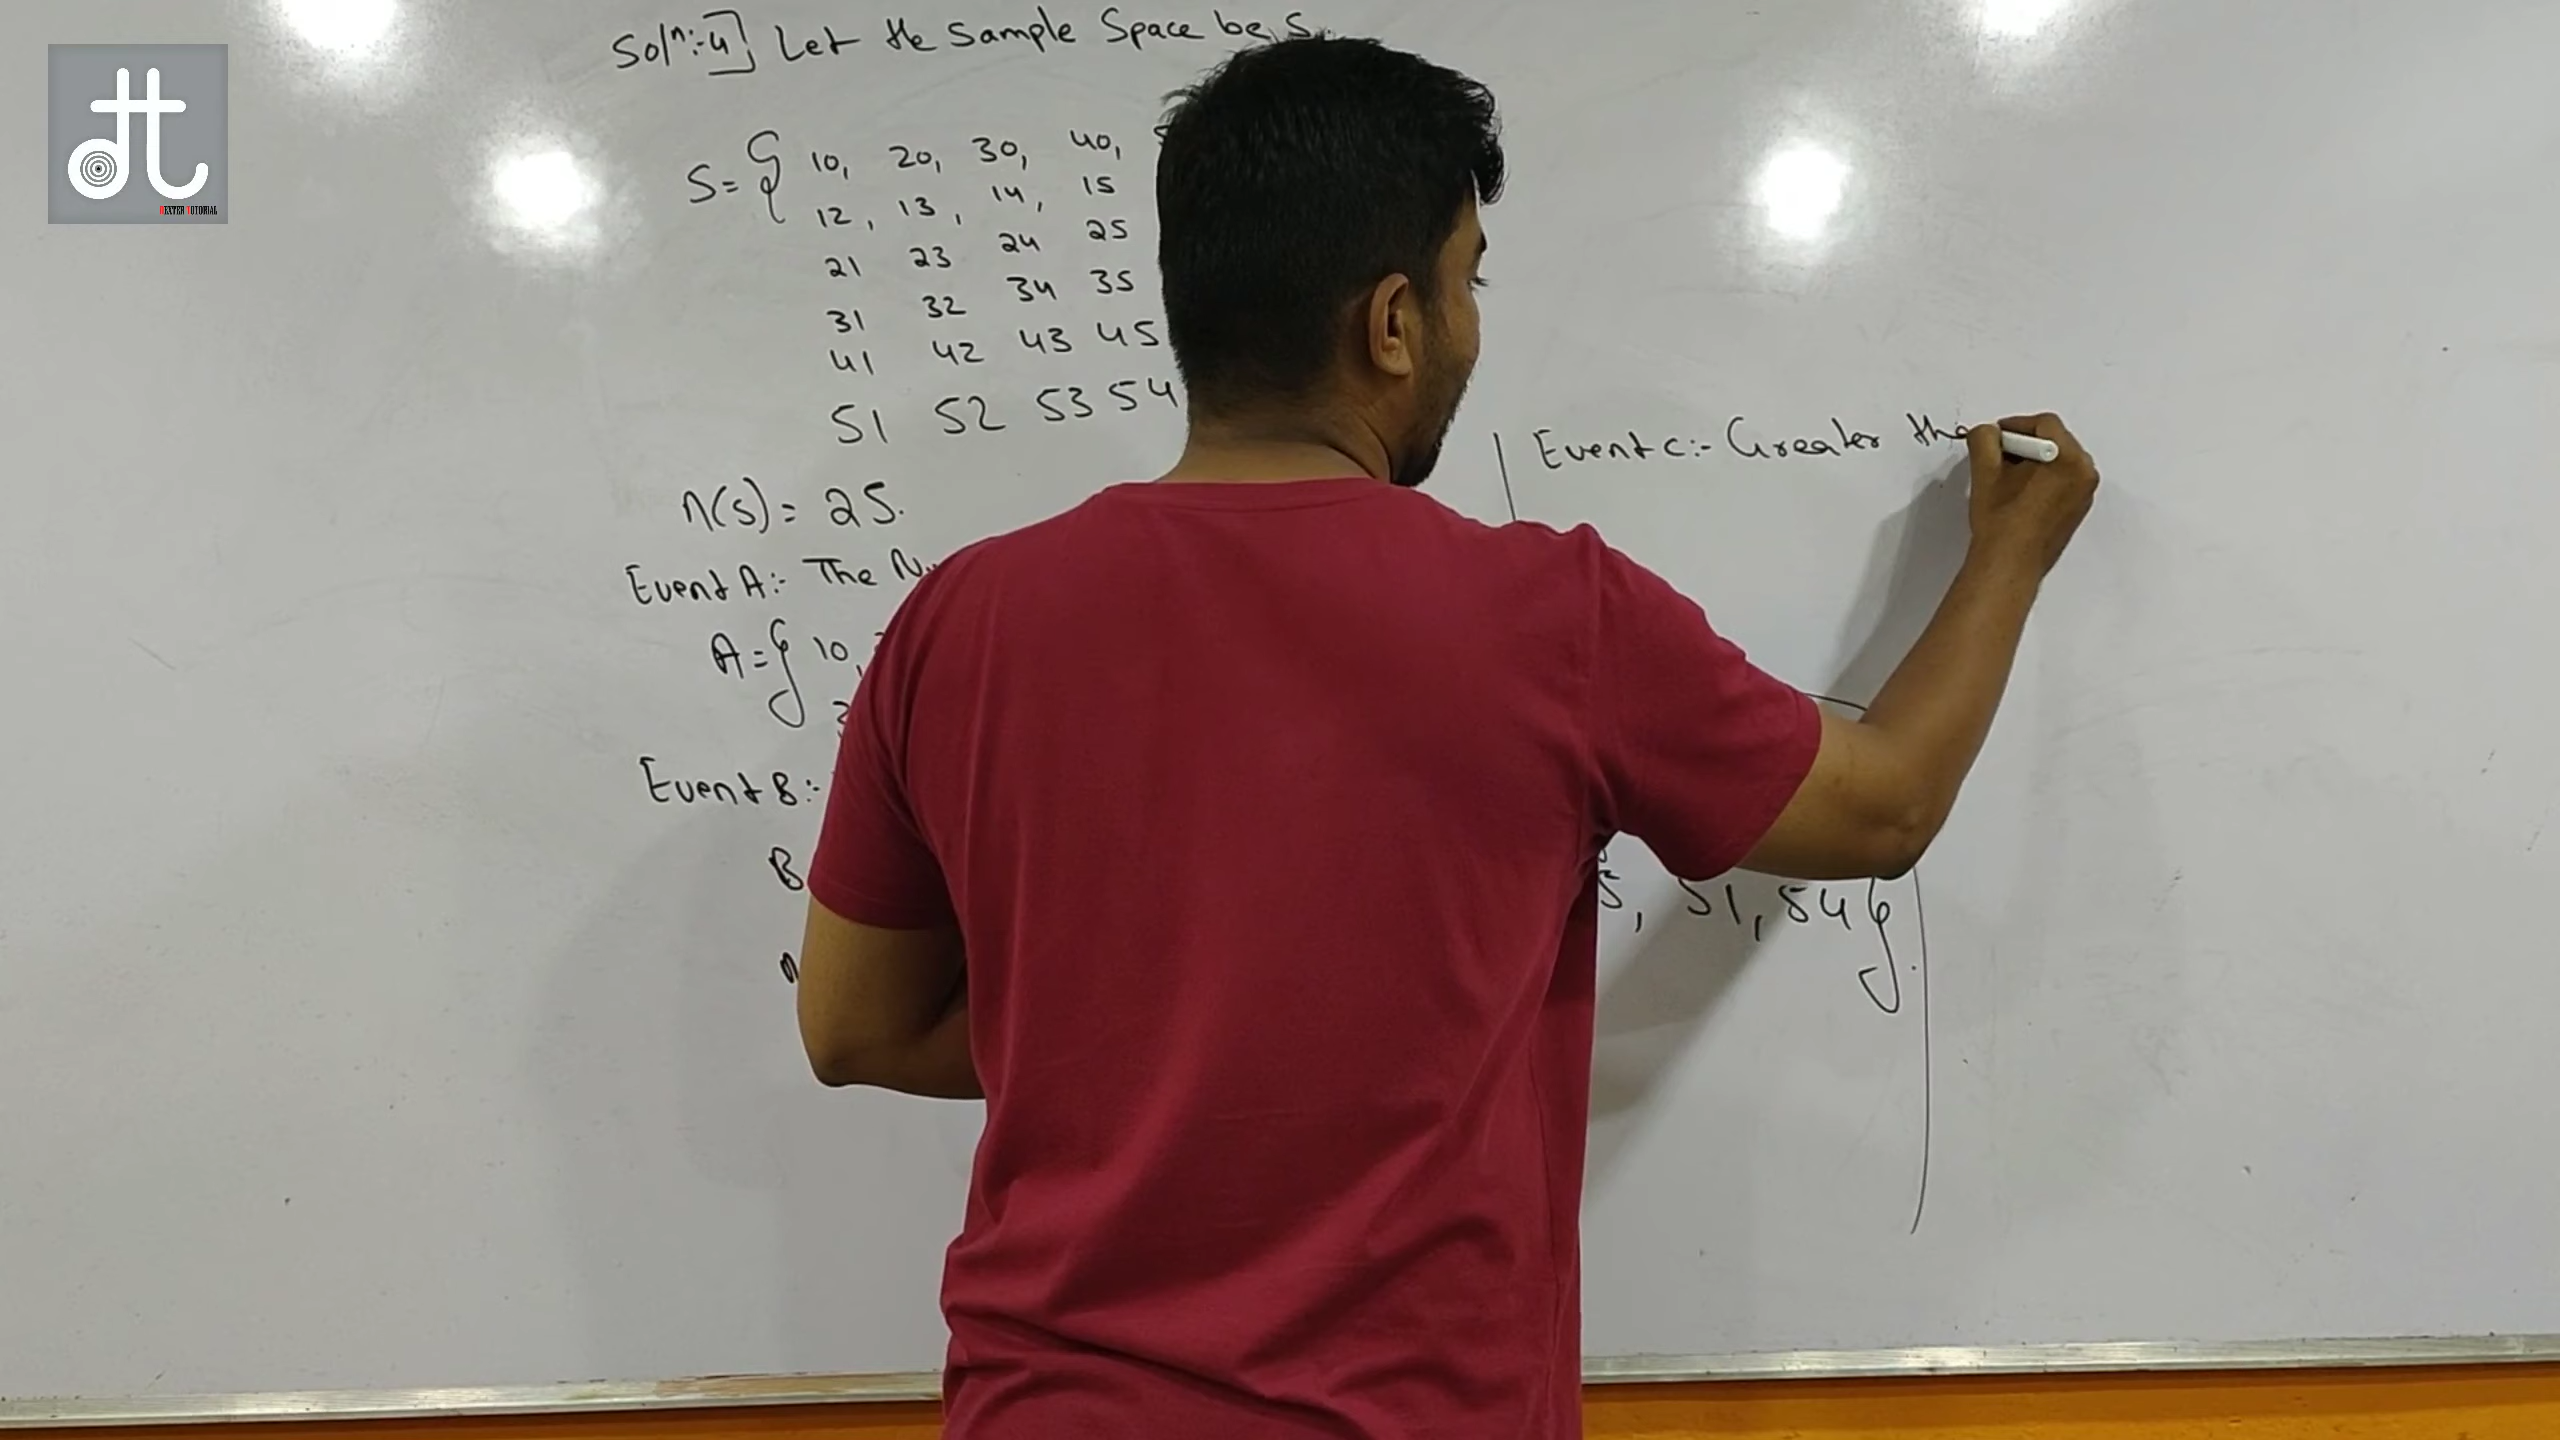 DEXTER TUTORIAL
Solⁿ:-4] Let the Sample Space be S.
S= { 10, 20, 30, 40,
12, 13, 14, 15
21 23 24 25
31 32 34 35
41 42 43 45
51 52 53 54
n(S)= 25.
Event A:- The
A={ 10,
Event B:-
B
n
Event C:- Greater
51, 54 }.